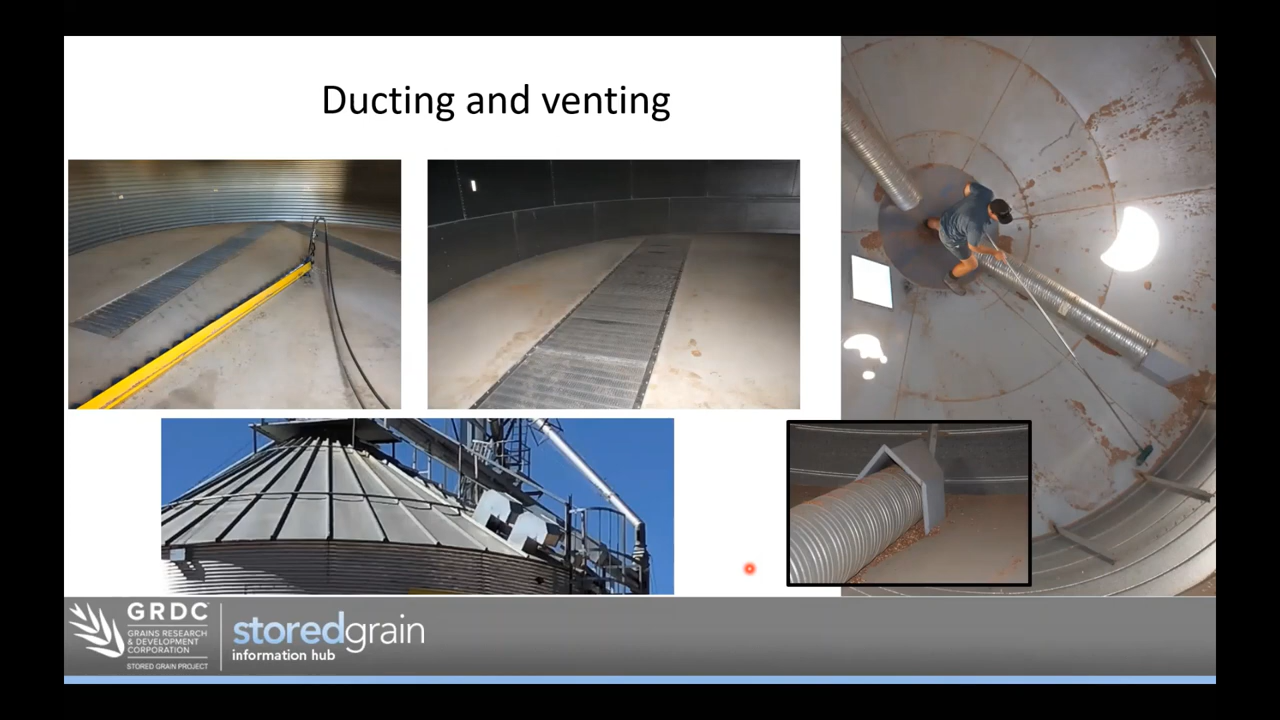 Ducting and venting
GRDC
GRAINS RESEARCH
& DEVELOPMENT
CORPORATION
STORED GRAIN PROJECT
storedgrain
information hub